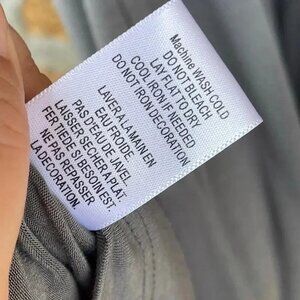 Machine WASH COLD
DO NOT BLEACH
LAY FLAT TO DRY
COOL IRON IF NEEDED
DO NOT IRON DECORATION
LAVER A LA MAIN EN
EAU FROIDE.
PAS D'EAU DE JAVEL
LAISSER SECHER A PLAT.
FER TIEDE SI BESOIN EST.
NE PAS REPASSER
LA DECORATION.